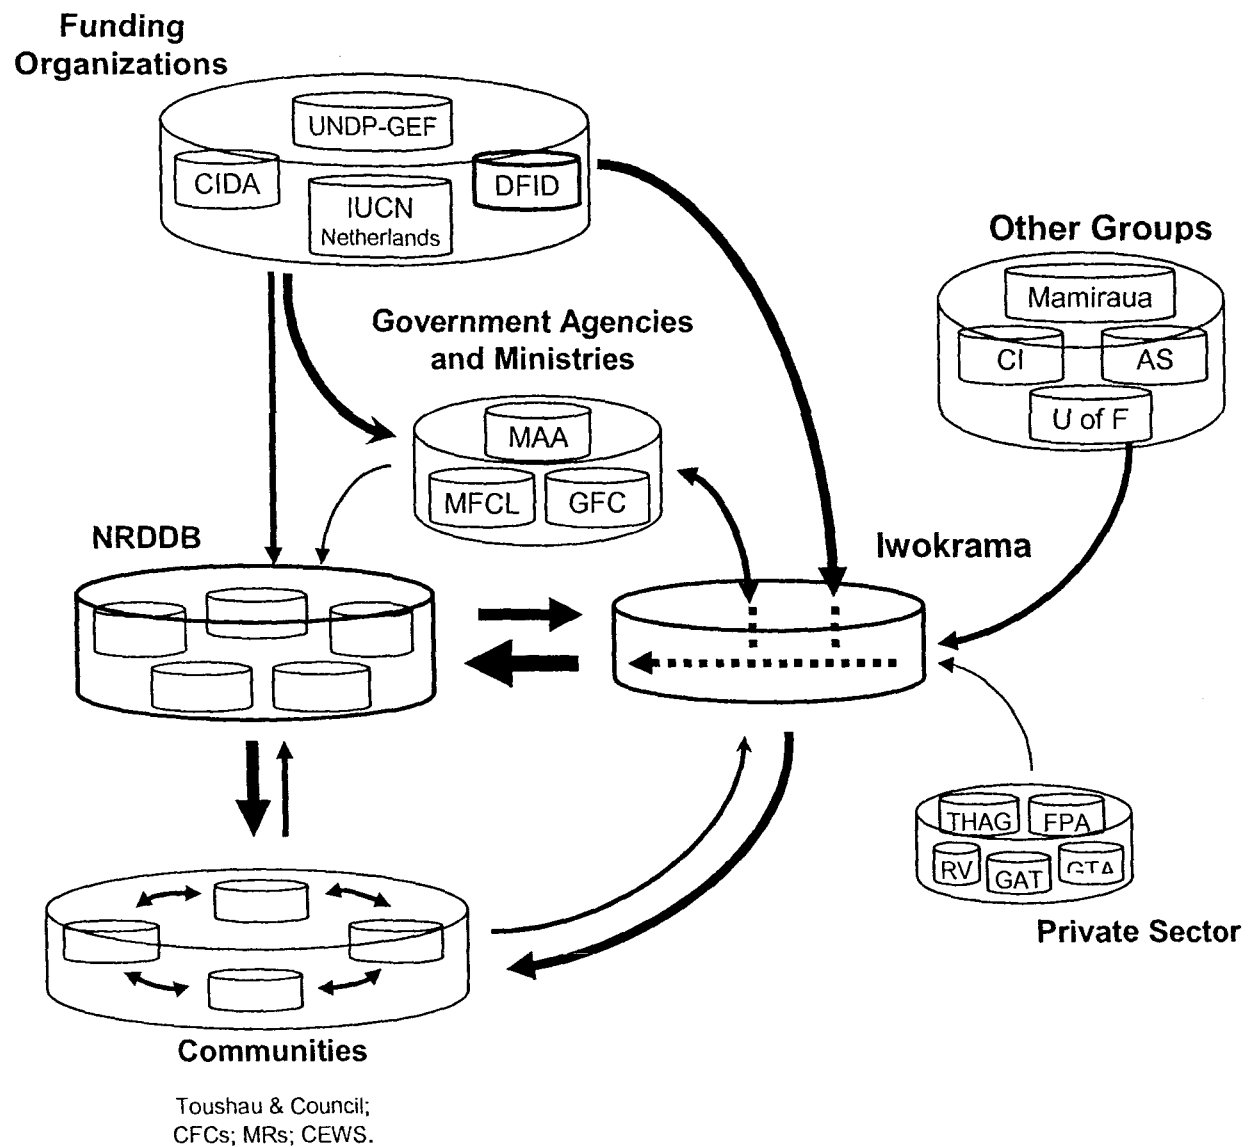 Funding
Organizations
UNDP-GEF
CIDA
DFID
IUCN
Netherlands
Other Groups
Mamiraua
CI
AS
U of F
Government Agencies
and Ministries
MAA
MFCL
GFC
NRDDB
Iwokrama
THAG
FPA
RV
GAT
GTA
Private Sector
Communities
Toushau & Council;
CFCs; MRs; CEWS.